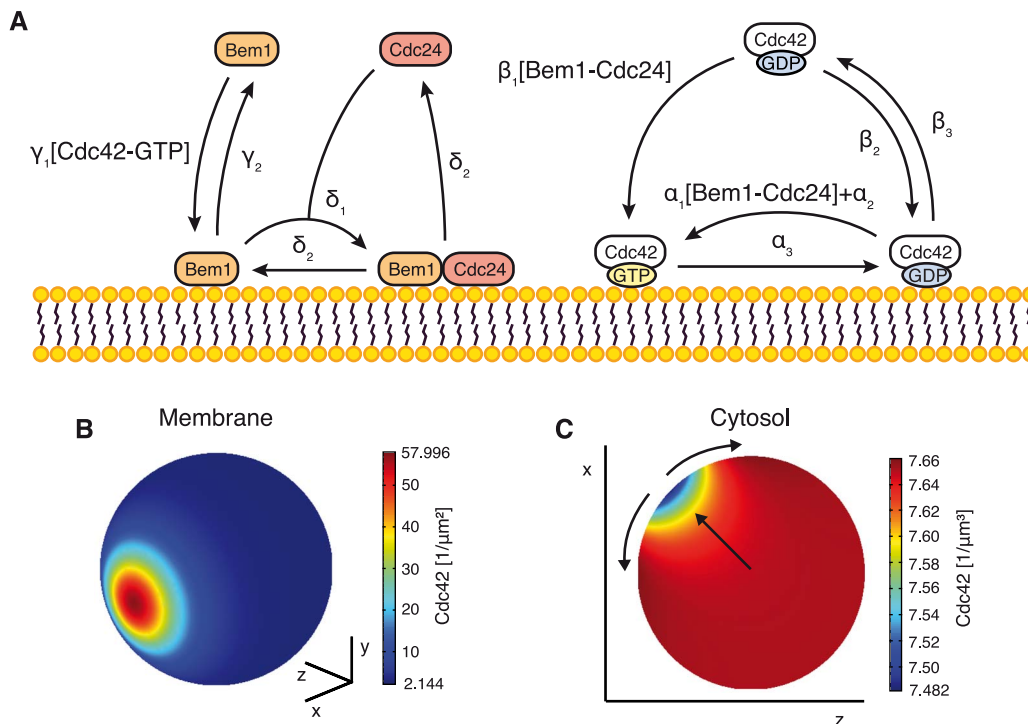 A
Bem1
Cdc24
Cdc42
GDP
β₁[Bem1-Cdc24]
γ₁[Cdc42-GTP]
γ₂
δ₂
β₂
β₃
δ₁
α₁[Bem1-Cdc24]+α₂
δ₂
α₃
Bem1
Bem1
Cdc24
Cdc42
GTP
Cdc42
GDP
B
Membrane
57.996
50
40
30
20
10
2.144
Cdc42 [1/µm²]
y
z
x
C
Cytosol
x
z
7.66
7.64
7.62
7.60
7.58
7.56
7.54
7.52
7.50
7.482
Cdc42 [1/µm³]